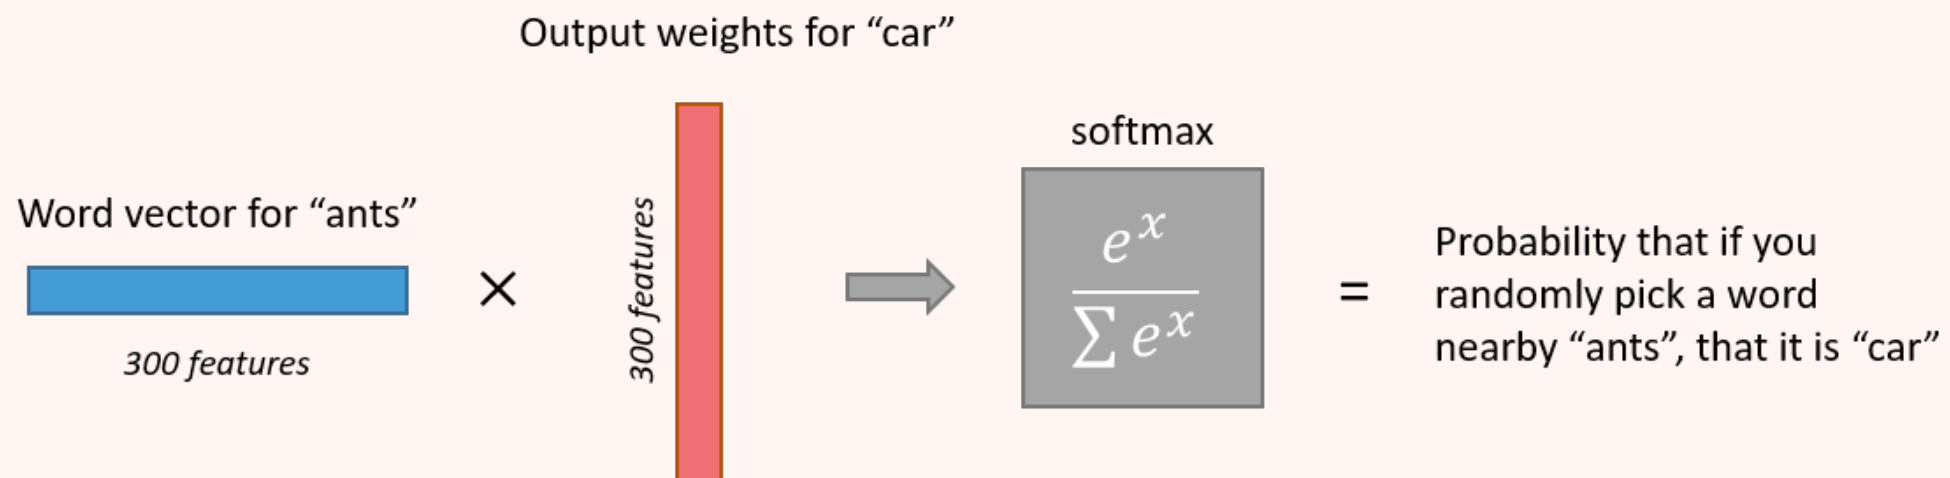 Output weights for “car”
softmax
Word vector for “ants”
300 features
×
300 features
e^x
∑ e^x
=
Probability that if you
randomly pick a word
nearby “ants”, that it is “car”